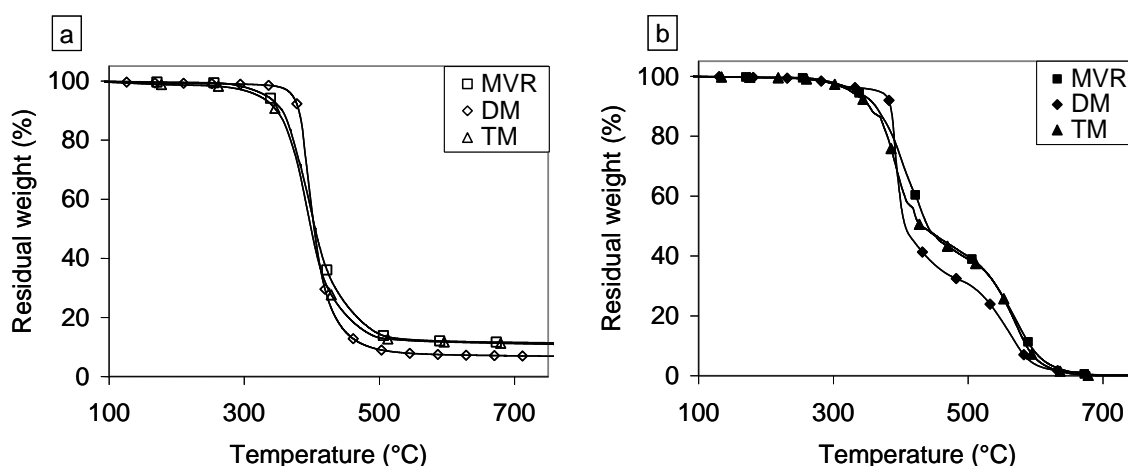 a
100
80
60
40
20
0
Residual weight (%)
MVR
DM
TM
100 300 500 700
Temperature (°C)
b
100
80
60
40
20
0
Residual weight (%)
MVR
DM
TM
100 300 500 700
Temperature (°C)